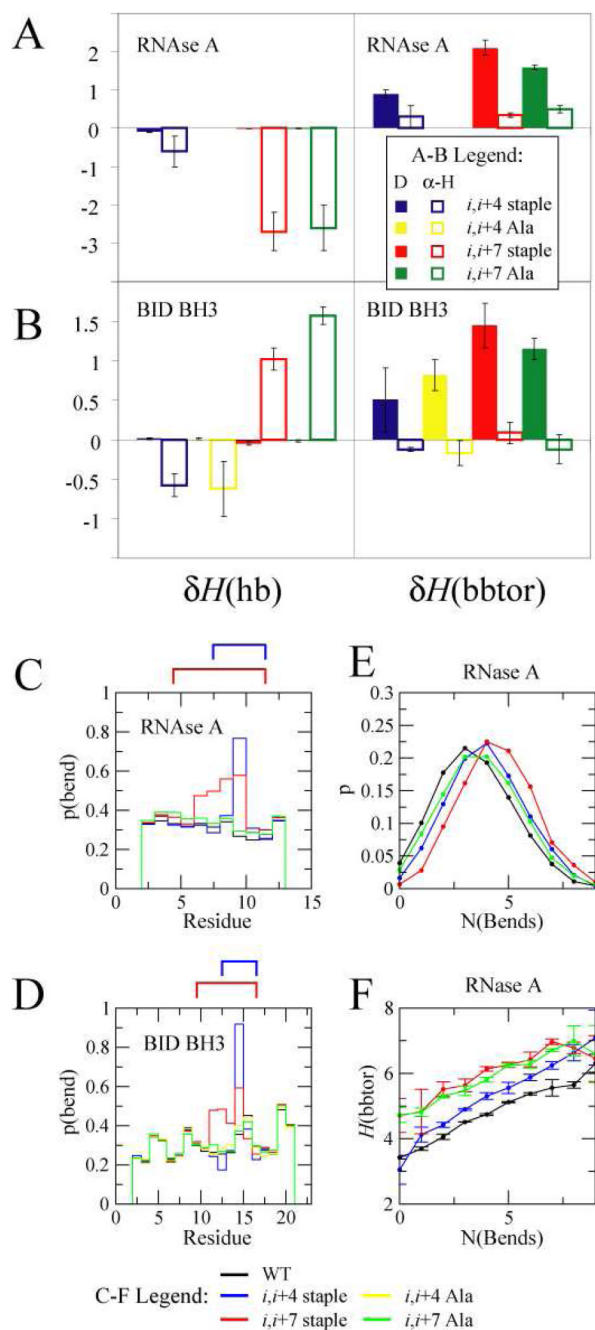 A
RNAse A
RNAse A
2
1
0
-1
-2
-3
A-B Legend:
D α-H
i,i+4 staple
i,i+4 Ala
i,i+7 staple
i,i+7 Ala
B
BID BH3
BID BH3
1.5
1
0.5
0
-0.5
-1
δH(hb)
δH(bbtor)
C
RNAse A
1
0.8
0.6
0.4
0.2
0
p(bend)
0 5 10 15
Residue
E
RNase A
0.3
0.25
0.2
0.15
0.1
0.05
0
p
0 5
N(Bends)
D
BID BH3
1
0.8
0.6
0.4
0.2
0
p(bend)
0 5 10 15 20
Residue
F
RNase A
8
6
4
2
H(bbtor)
0 5
N(Bends)
C-F Legend:
WT
i,i+4 staple
i,i+4 Ala
i,i+7 staple
i,i+7 Ala